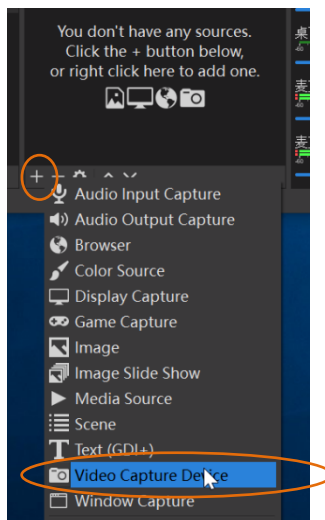 You don't have any sources.
Click the + button below,
or right click here to add one.
Audio Input Capture
Audio Output Capture
Browser
Color Source
Display Capture
Game Capture
Image
Image Slide Show
Media Source
Scene
Text (GDI+)
Video Capture Device
Window Capture